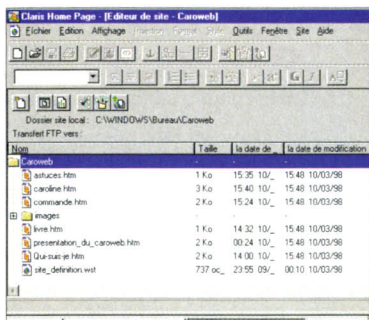 Claris Home Page - [Editeur de site - Caroweb]
Eichier Edition Affichage Insertion Format Style Outils Fenêtre Site Aide
Dossier site local : C:\WINDOWS\Bureau\Caroweb
Transfert FTP vers :
Nom Taille la date de _ la date de modification
Caroweb - - -
astuces.htm 1 Ko 15:35 10/_ 15:48 10/03/98
caroline.htm 3 Ko 15:40 10/_ 15:48 10/03/98
commande.htm 2 Ko 15:24 10/_ 15:48 10/03/98
images - - -
livre.htm 1 Ko 14:32 10/_ 15:48 10/03/98
presentation_du_caroweb.htm 2 Ko 00:24 10/_ 15:48 10/03/98
Qui-suis-je.htm 2 Ko 14:00 10/_ 15:48 10/03/98
site_definition.wst 737 oc_ 23:55 09/_ 00:10 10/03/98